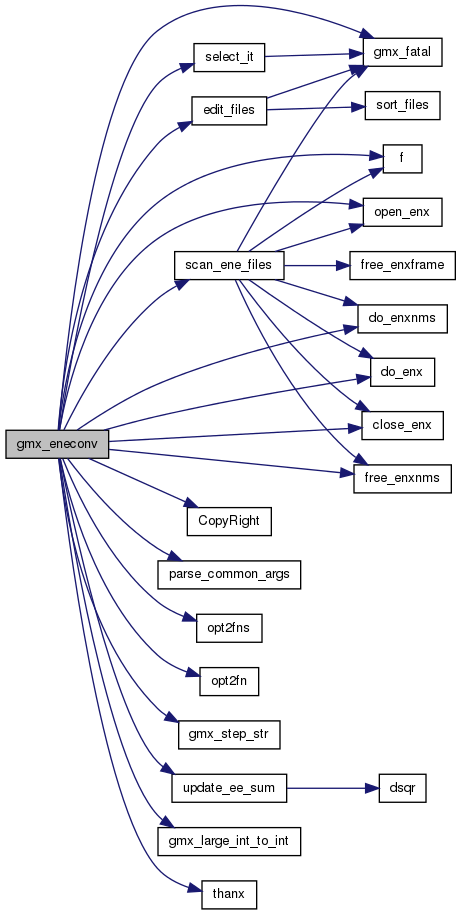 gmx_fatal
select_it
edit_files
sort_files
f
open_enx
scan_ene_files
free_enxframe
do_enxnms
do_enx
close_enx
gmx_eneconv
free_enxnms
CopyRight
parse_common_args
opt2fns
opt2fn
gmx_step_str
update_ee_sum
dsqr
gmx_large_int_to_int
thanx